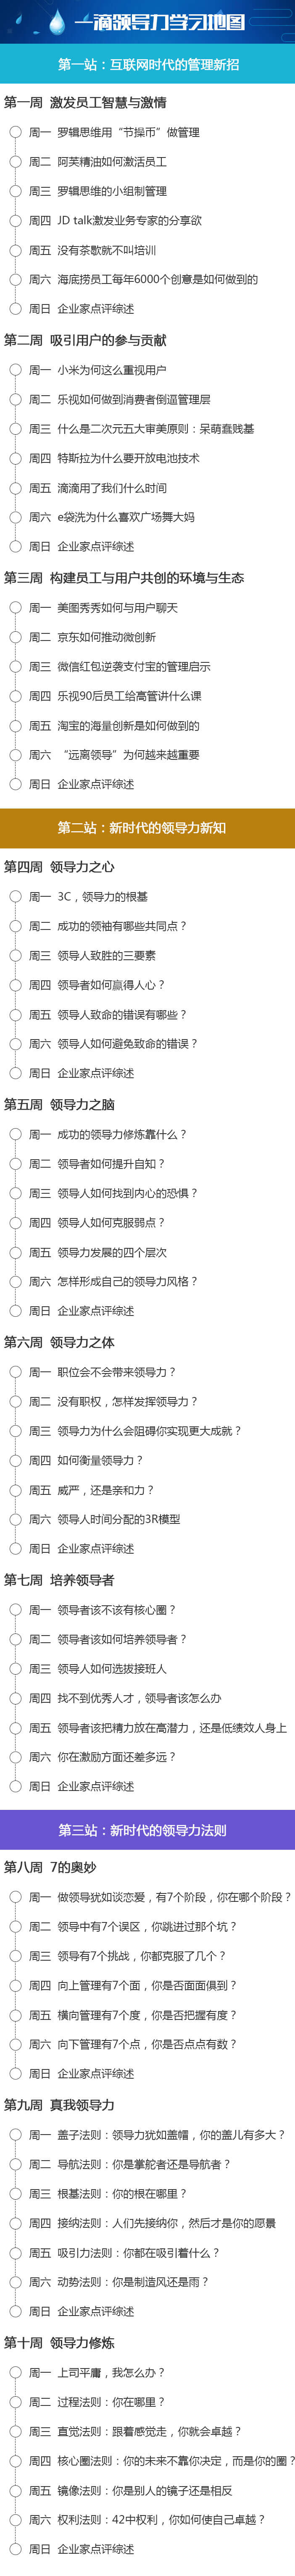 一滴领导力学习地图
第一站：互联网时代的管理新招
第一周 激发员工智慧与激情
周一 罗辑思维用“节操币”做管理
周二 阿芙精油如何激活员工
周三 罗辑思维的小组制管理
周四 JD talk激发业务专家的分享欲
周五 没有茶歇就不叫培训
周六 海底捞员工每年6000个创意是如何做到的
周日 企业家点评综述
第二周 吸引用户的参与贡献
周一 小米为何这么重视用户
周二 乐视如何做到消费者倒逼管理层
周三 什么是二次元五大审美原则：呆萌蠢贱基
周四 特斯拉为什么要开放电池技术
周五 滴滴用了我们什么时间
周六 e袋洗为什么喜欢广场舞大妈
周日 企业家点评综述
第三周 构建员工与用户共创的环境与生态
周一 美图秀秀如何与用户聊天
周二 京东如何推动微创新
周三 微信红包逆袭支付宝的管理启示
周四 乐视90后员工给高管讲什么课
周五 淘宝的海量创新是如何做到的
周六 “远离领导”为何越来越重要
周日 企业家点评综述
第二站：新时代的领导力新知
第四周 领导力之心
周一 3C，领导力的根基
周二 成功的领袖有哪些共同点？
周三 领导人致胜的三要素
周四 领导者如何赢得人心？
周五 领导人致命的错误有哪些？
周六 领导人如何避免致命的错误？
周日 企业家点评综述
第五周 领导力之脑
周一 成功的领导力修炼靠什么？
周二 领导者如何提升自知？
周三 领导人如何找到内心的恐惧？
周四 领导人如何克服弱点？
周五 领导力发展的四个层次
周六 怎样形成自己的领导力风格？
周日 企业家点评综述
第六周 领导力之体
周一 职位会不会带来领导力？
周二 没有职权，怎样发挥领导力？
周三 领导力为什么会阻碍你实现更大成就？
周四 如何衡量领导力？
周五 威严，还是亲和力？
周六 领导人时间分配的3R模型
周日 企业家点评综述
第七周 培养领导者
周一 领导者该不该有核心圈？
周二 领导者该如何培养领导者？
周三 领导人如何选拔接班人
周四 找不到优秀人才，领导者该怎么办
周五 领导者该把精力放在高潜力，还是低绩效人身上
周六 你在激励方面还差多远？
周日 企业家点评综述
第三站：新时代的领导力法则
第八周 7的奥妙
周一 做领导犹如谈恋爱，有7个阶段，你在哪个阶段？
周二 领导中有7个误区，你跳进过那个坑？
周三 领导有7个挑战，你都克服了几个？
周四 向上管理有7个面，你是否面面俱到？
周五 横向管理有7个度，你是否把握有度？
周六 向下管理有7个点，你是否点点有数？
周日 企业家点评综述
第九周 真我领导力
周一 盖子法则：领导力犹如盖帽，你的盖儿有多大？
周二 导航法则：你是掌舵者还是导航者？
周三 根基法则：你的根在哪里？
周四 接纳法则：人们先接纳你，然后才是你的愿景
周五 吸引力法则：你都在吸引着什么？
周六 动势法则：你是制造风还是雨？
周日 企业家点评综述
第十周 领导力修炼
周一 上司平庸，我怎么办？
周二 过程法则：你在哪里？
周三 直觉法则：跟着感觉走，你就会卓越？
周四 核心圈法则：你的未来不靠你决定，而是你的圈？
周五 镜像法则：你是别人的镜子还是相反
周六 权利法则：42中权利，你如何使自己卓越？
周日 企业家点评综述